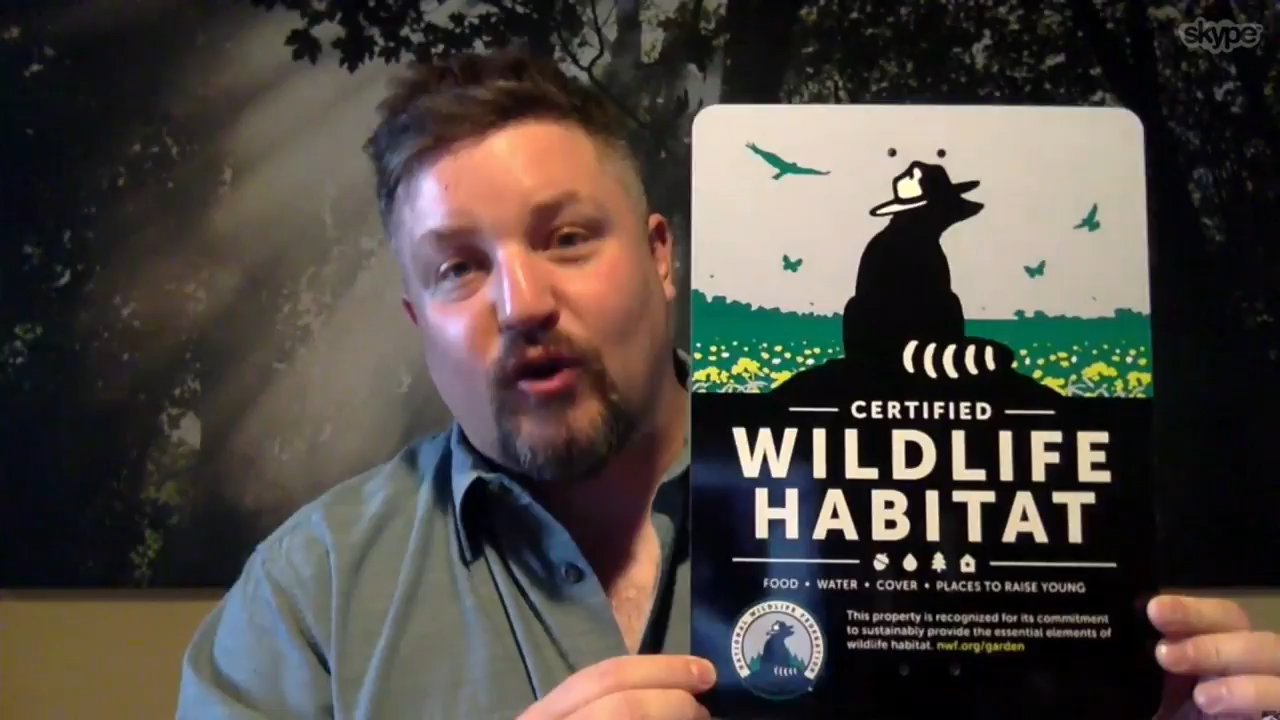 skype
CERTIFIED
WILDLIFE
HABITAT
FOOD • WATER • COVER • PLACES TO RAISE YOUNG
NATIONAL WILDLIFE FEDERATION
This property is recognized for its commitment
to sustainably provide the essential elements of
wildlife habitat. nwf.org/garden